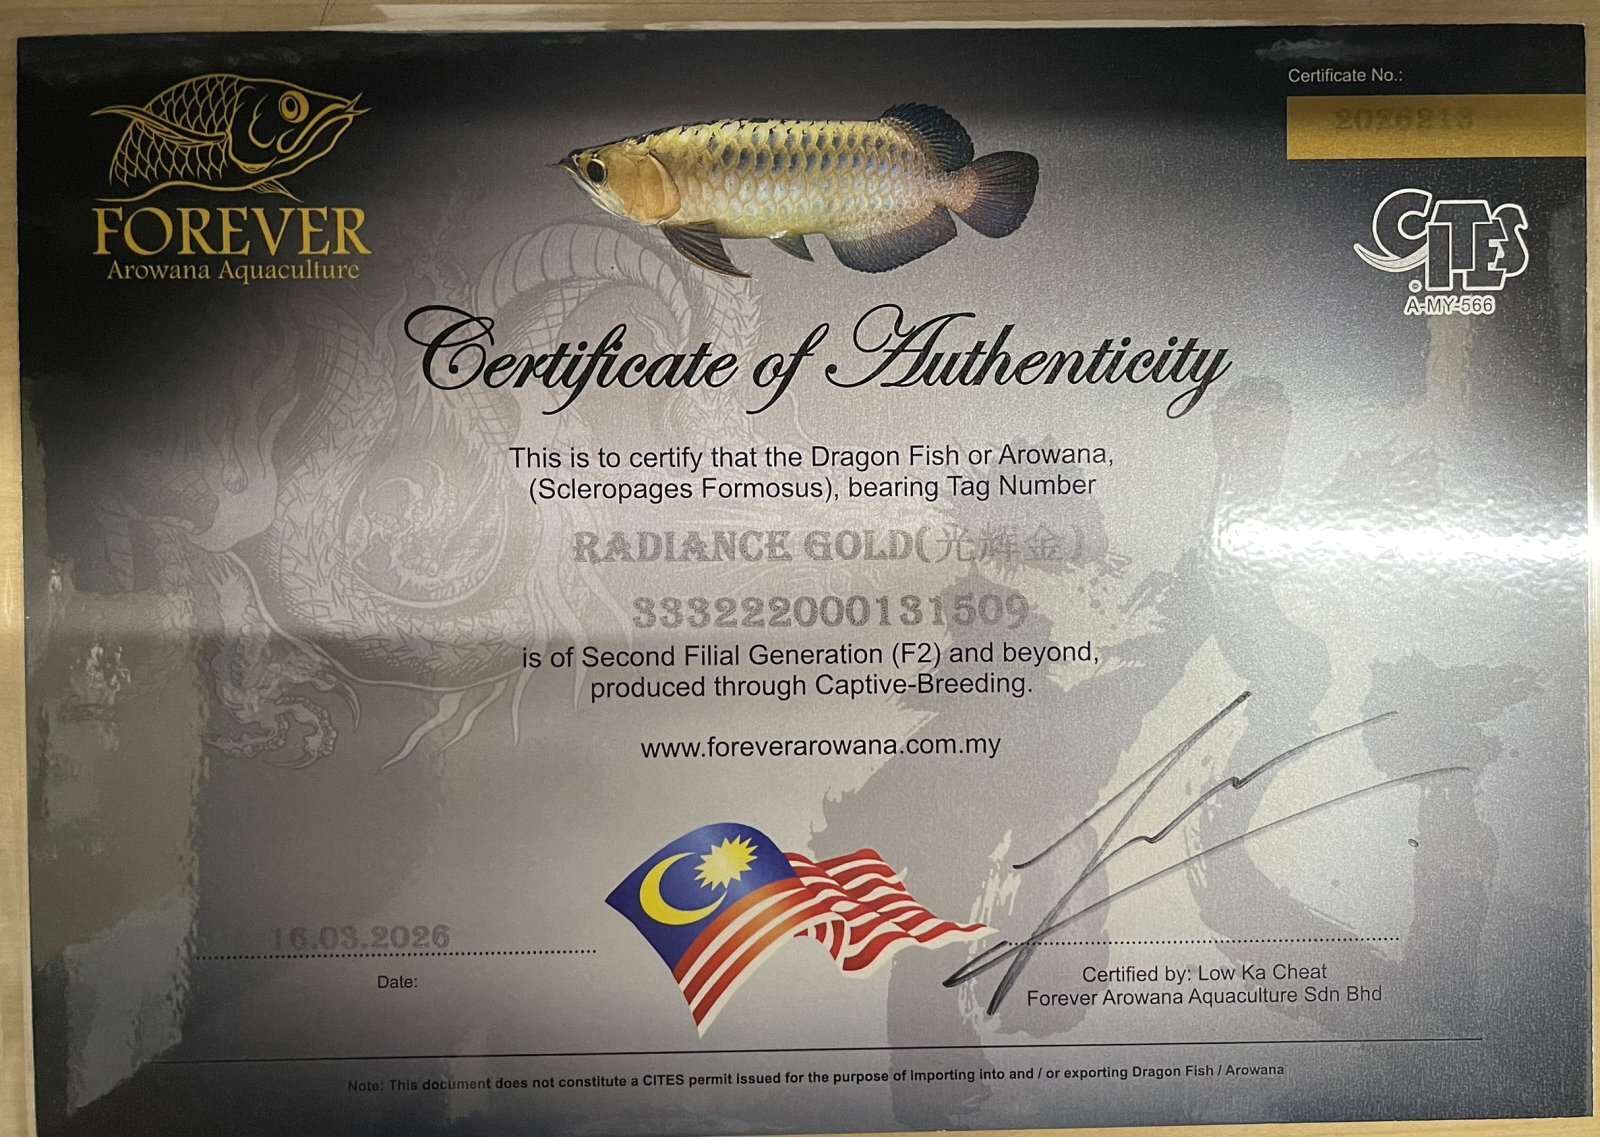 FOREVER
Arowana Aquaculture
Certificate No.:
2026213
CITES
A-MY-566
Certificate of Authenticity
This is to certify that the Dragon Fish or Arowana,
(Scleropages Formosus), bearing Tag Number
RADIANCE GOLD(光辉金)
333222000131509
is of Second Filial Generation (F2) and beyond,
produced through Captive-Breeding.
www.foreverarowana.com.my
16.03.2026
Date:
Certified by: Low Ka Cheat
Forever Arowana Aquaculture Sdn Bhd
Note: This document does not constitute a CITES permit issued for the purpose of importing into and / or exporting Dragon Fish / Arowana